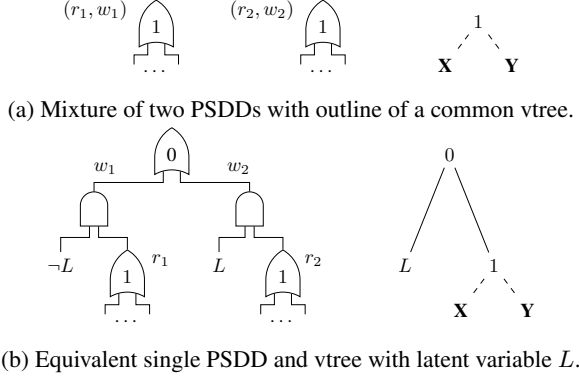 (r₁, w₁) (r₂, w₂)
1 1 1
... ... X Y
(a) Mixture of two PSDDs with outline of a common vtree.
0 0
w₁ w₂
¬L r₁ L r₂ L
1 1 1
... ... X Y
(b) Equivalent single PSDD and vtree with latent variable L.